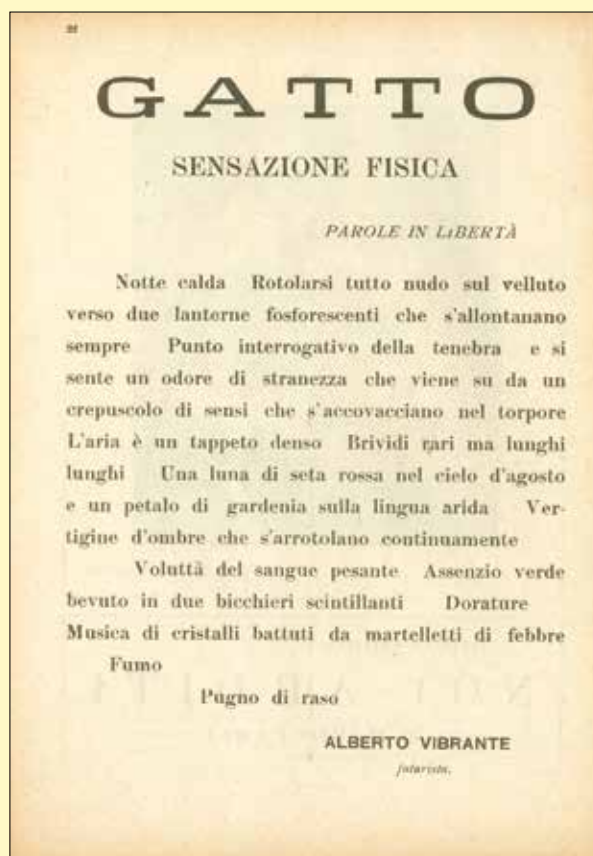 GATTO
SENSAZIONE FISICA
PAROLE IN LIBERTÀ
Notte calda Rotolarsi tutto nudo sul velluto
verso due lanterne fosforescenti che s'allontanano
sempre Punto interrogativo della tenebra e si
sente un odore di stranezza che viene su da un
crepuscolo di sensi che s'accovacciano nel torpore
L'aria è un tappeto denso Brividi rari ma lunghi
lunghi Una luna di seta rossa nel cielo d'agosto
e un petalo di gardenia sulla lingua arida Ver-
tigine d'ombre che s'arrotolano continuamente
Voluttà del sangue pesante Assenzio verde
bevuto in due bicchieri scintillanti Dorature
Musica di cristalli battuti da martelletti di febbre
Fumo
Pugno di raso
ALBERTO VIBRANTE
futurista.